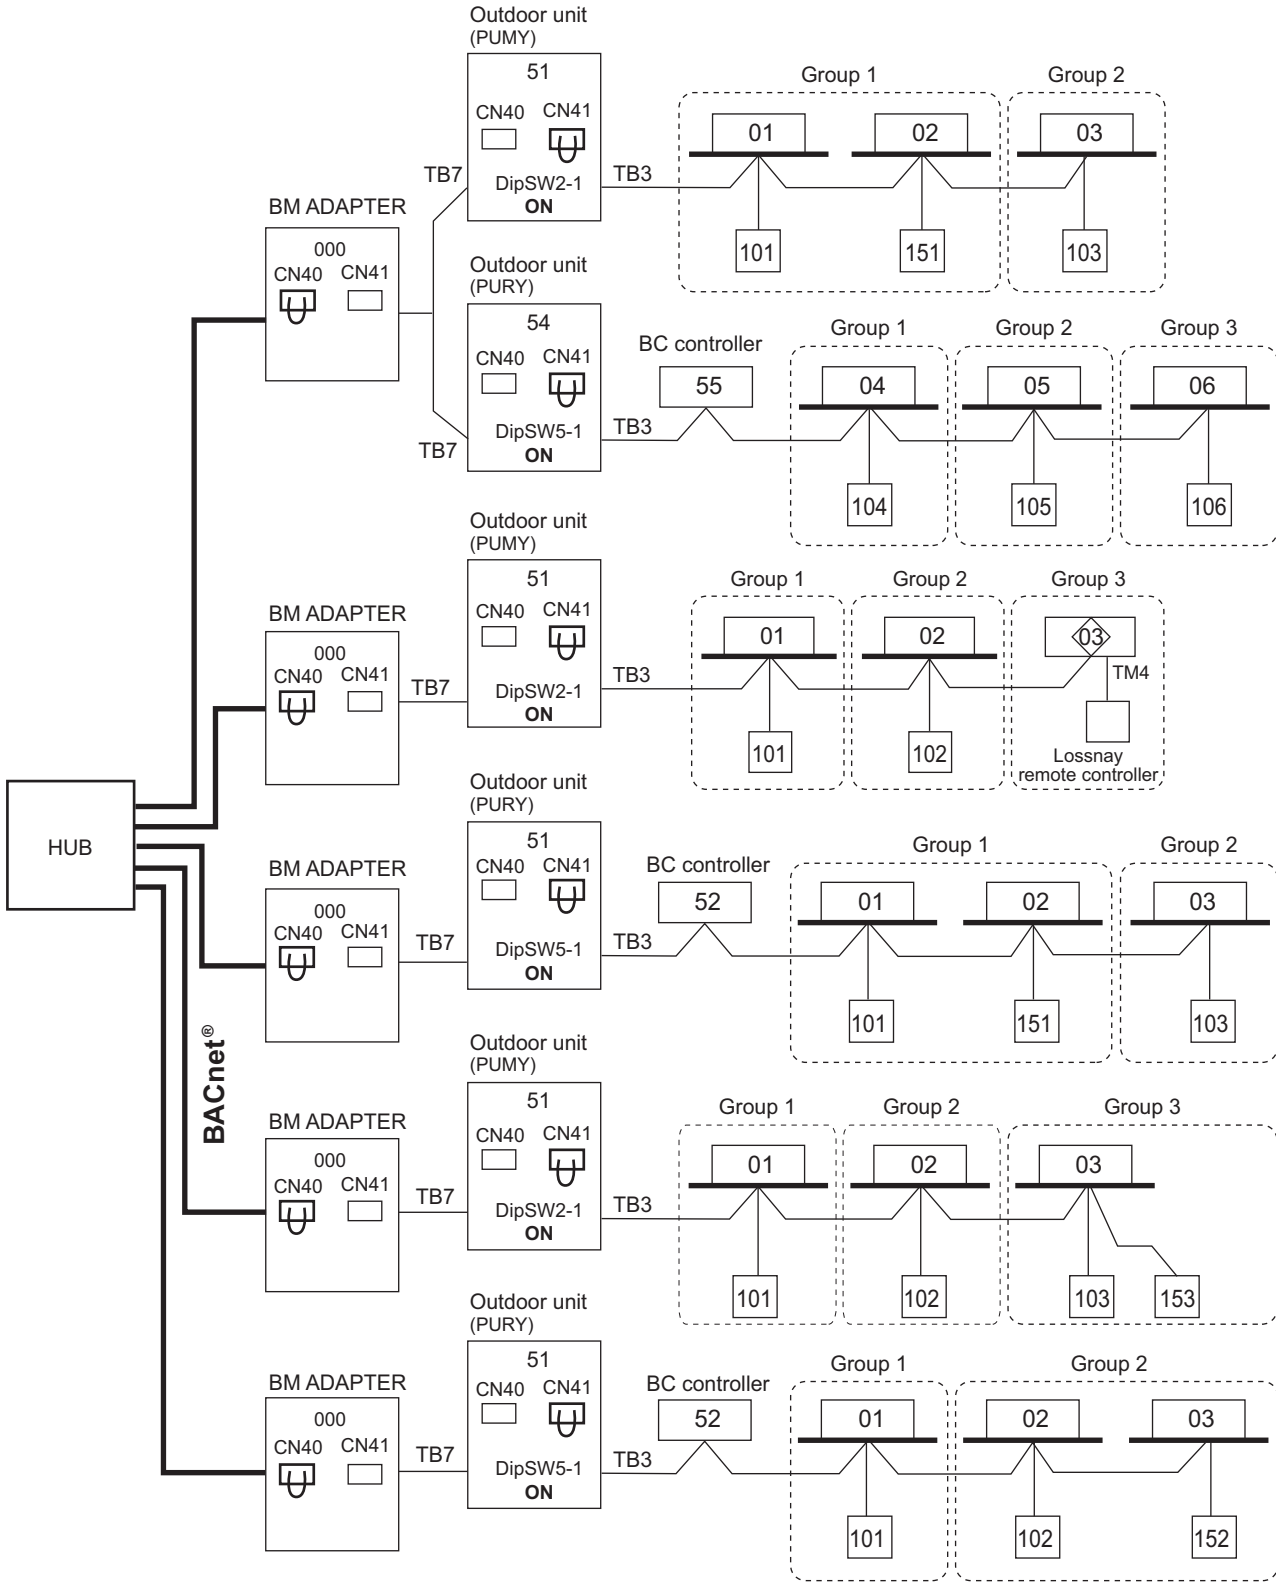 Outdoor unit
(PUMY)
51
CN40 CN41
DipSW2-1
ON
TB7
TB3
Group 1
Group 2
01
02
03
101
151
103
BM ADAPTER
000
CN40 CN41
Outdoor unit
(PURY)
54
CN40 CN41
DipSW5-1
ON
TB7
TB3
BC controller
55
Group 1
Group 2
Group 3
04
05
06
104
105
106
Outdoor unit
(PUMY)
51
CN40 CN41
DipSW2-1
ON
BM ADAPTER
000
CN40 CN41
TB7
TB3
Group 1
Group 2
Group 3
01
02
03
TM4
101
102
Lossnay
remote controller
HUB
BACnet®
Outdoor unit
(PURY)
51
CN40 CN41
DipSW5-1
ON
BM ADAPTER
000
CN40 CN41
TB7
TB3
BC controller
52
Group 1
Group 2
01
02
03
101
151
103
Outdoor unit
(PUMY)
51
CN40 CN41
DipSW2-1
ON
BM ADAPTER
000
CN40 CN41
TB7
TB3
Group 1
Group 2
Group 3
01
02
03
101
102
103
153
Outdoor unit
(PURY)
51
CN40 CN41
DipSW5-1
ON
BM ADAPTER
000
CN40 CN41
TB7
TB3
BC controller
52
Group 1
Group 2
01
02
03
101
102
152